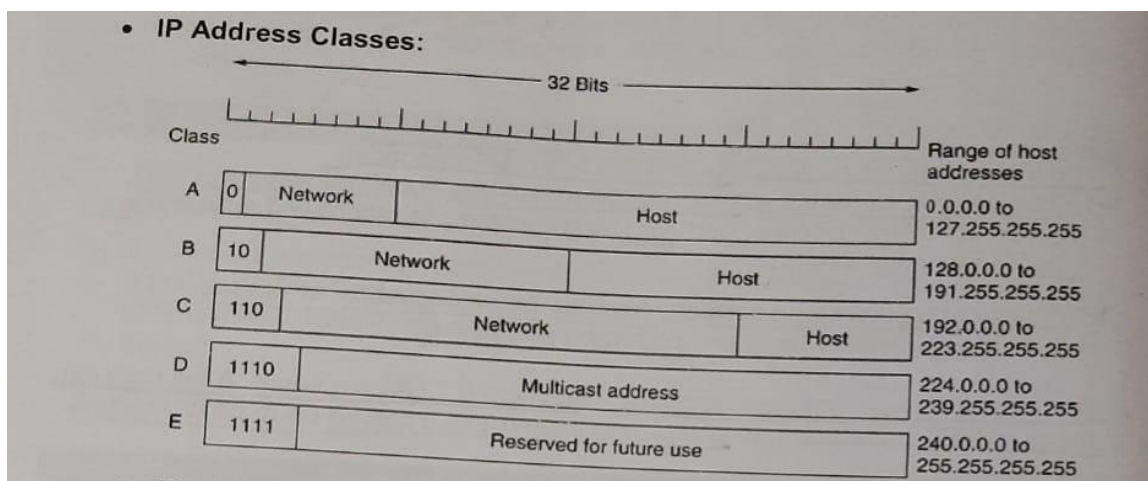 • IP Address Classes:
32 Bits
Class
Range of host
addresses
A 0 Network Host 0.0.0.0 to
127.255.255.255
B 10 Network Host 128.0.0.0 to
191.255.255.255
C 110 Network Host 192.0.0.0 to
223.255.255.255
D 1110 Multicast address 224.0.0.0 to
239.255.255.255
E 1111 Reserved for future use 240.0.0.0 to
255.255.255.255